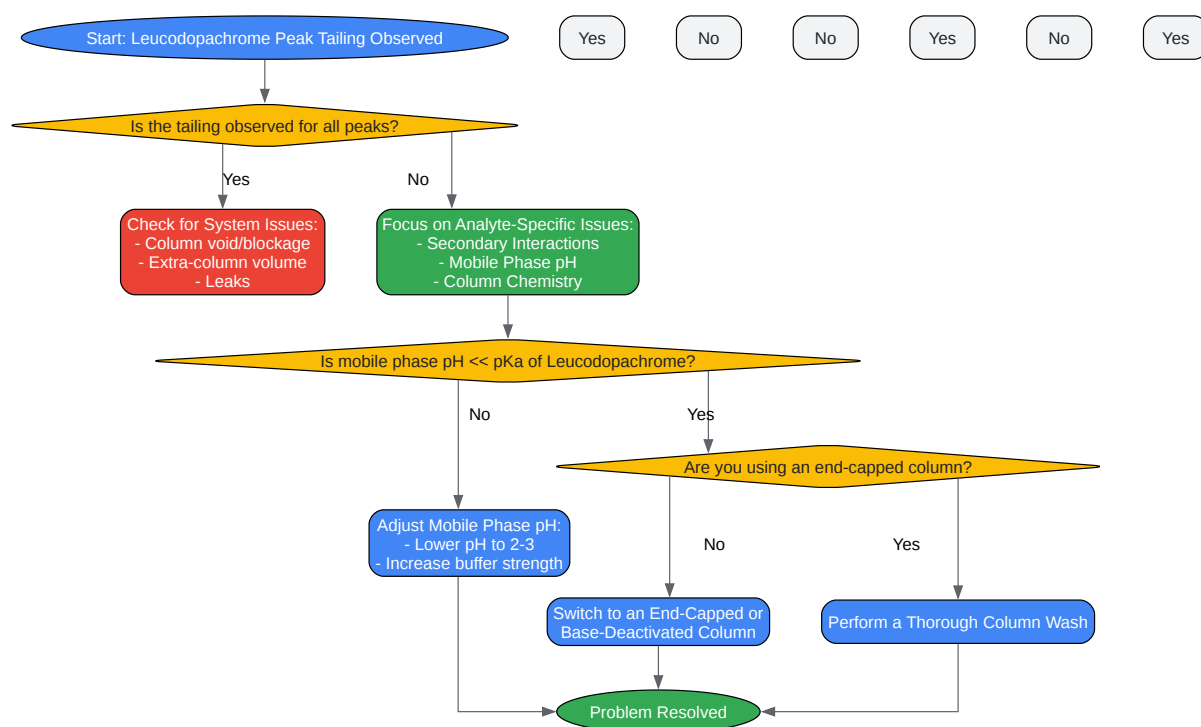 Start: Leucodopachrome Peak Tailing Observed
Yes
No
No
Yes
No
Yes
Is the tailing observed for all peaks?
Yes
No
Check for System Issues:
- Column void/blockage
- Extra-column volume
- Leaks
Focus on Analyte-Specific Issues:
- Secondary Interactions
- Mobile Phase pH
- Column Chemistry
Is mobile phase pH << pKa of Leucodopachrome?
No
Yes
Are you using an end-capped column?
Adjust Mobile Phase pH:
- Lower pH to 2-3
- Increase buffer strength
No
Yes
Switch to an End-Capped or
Base-Deactivated Column
Perform a Thorough Column Wash
Problem Resolved